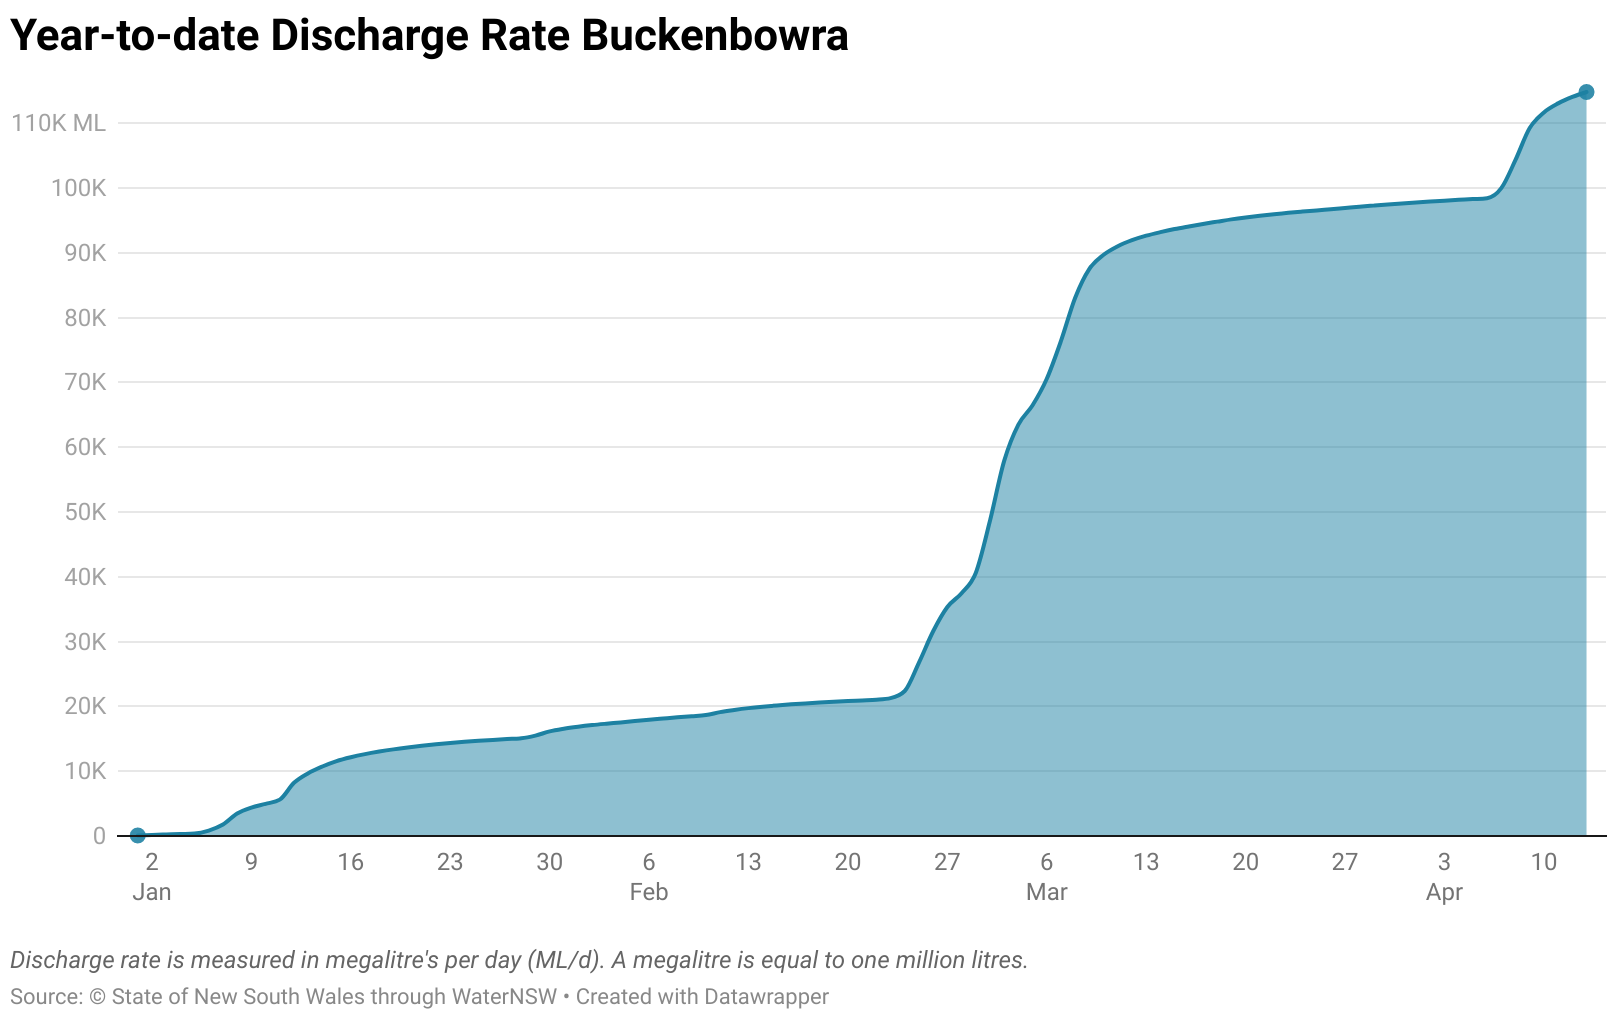 Year-to-date Discharge Rate Buckenbowra
110K ML
100K
90K
80K
70K
60K
50K
40K
30K
20K
10K
0
2 9 16 23 30 6 13 20 27 6 13 20 27 3 10
Jan Feb Mar Apr
Discharge rate is measured in megalitre's per day (ML/d). A megalitre is equal to one million litres.
Source: © State of New South Wales through WaterNSW • Created with Datawrapper